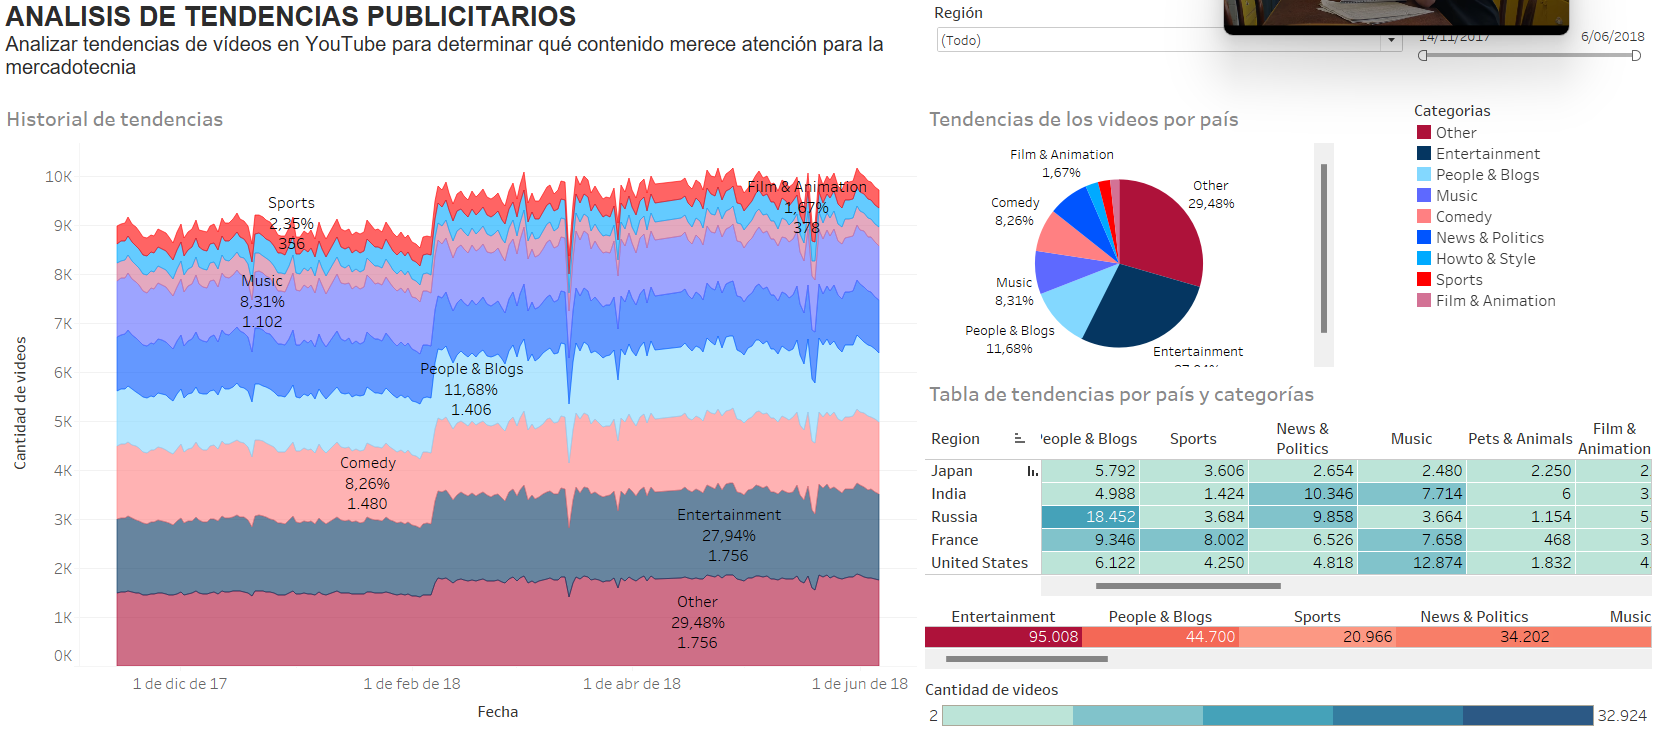 ANALISIS DE TENDENCIAS PUBLICITARIOS
Analizar tendencias de vídeos en YouTube para determinar qué contenido merece atención para la
mercadotecnia
Región
(Todo)
14/11/2017
6/06/2018
Historial de tendencias
10K
9K
8K
7K
6K
5K
4K
3K
2K
1K
0K
Cantidad de videos
Sports
2,35%
356
Music
8,31%
1.102
People & Blogs
11,68%
1.406
Comedy
8,26%
1.480
Entertainment
27,94%
1.756
Other
29,48%
1.756
Film & Animation
1,67%
378
1 de dic de 17
1 de feb de 18
1 de abr de 18
1 de jun de 18
Fecha
Tendencias de los videos por país
Film & Animation
1,67%
Other
29,48%
Comedy
8,26%
Music
8,31%
People & Blogs
11,68%
Entertainment
Categorias
Other
Entertainment
People & Blogs
Music
Comedy
News & Politics
Howto & Style
Sports
Film & Animation
Tabla de tendencias por país y categorías
Region eople & Blogs Sports News & Politics Music Pets & Animals Film & Animation
Japan 5.792 3.606 2.654 2.480 2.250 2
India 4.988 1.424 10.346 7.714 6 3.
Russia 18.452 3.684 9.858 3.664 1.154 5
France 9.346 8.002 6.526 7.658 468 3.
United States 6.122 4.250 4.818 12.874 1.832 4
Entertainment People & Blogs Sports News & Politics Music
95.008 44.700 20.966 34.202
Cantidad de videos
2 32.924